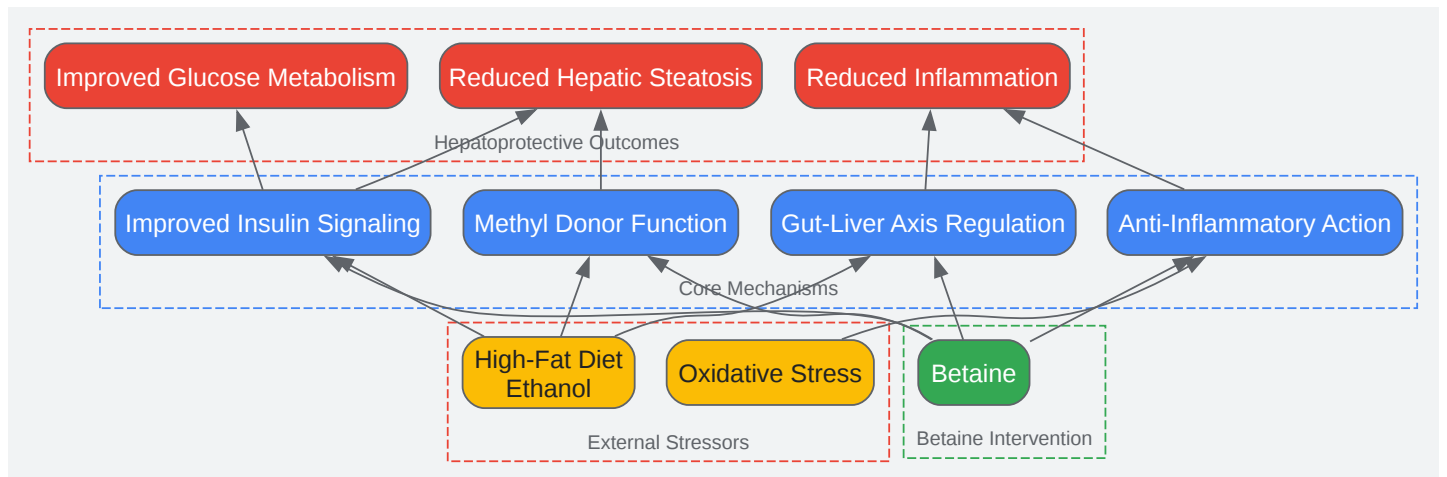 Improved Glucose Metabolism
Reduced Hepatic Steatosis
Reduced Inflammation
Hepatoprotective Outcomes
Improved Insulin Signaling
Methyl Donor Function
Gut-Liver Axis Regulation
Anti-Inflammatory Action
Core Mechanisms
High-Fat Diet
Ethanol
Oxidative Stress
Betaine
External Stressors
Betaine Intervention